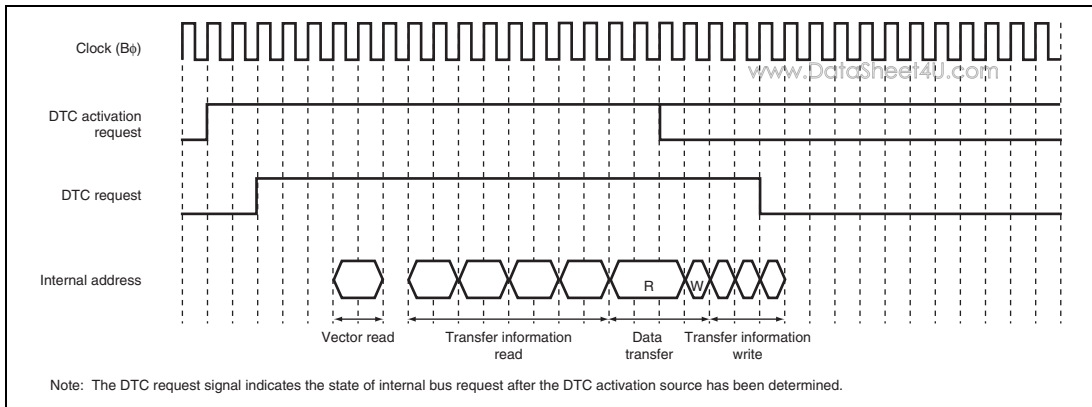 Clock (Bφ)
www.DataSheet4U.com
DTC activation
request
DTC request
Internal address
R
W
Vector read
Transfer information
read
Data
transfer
Transfer information
write
Note: The DTC request signal indicates the state of internal bus request after the DTC activation source has been determined.